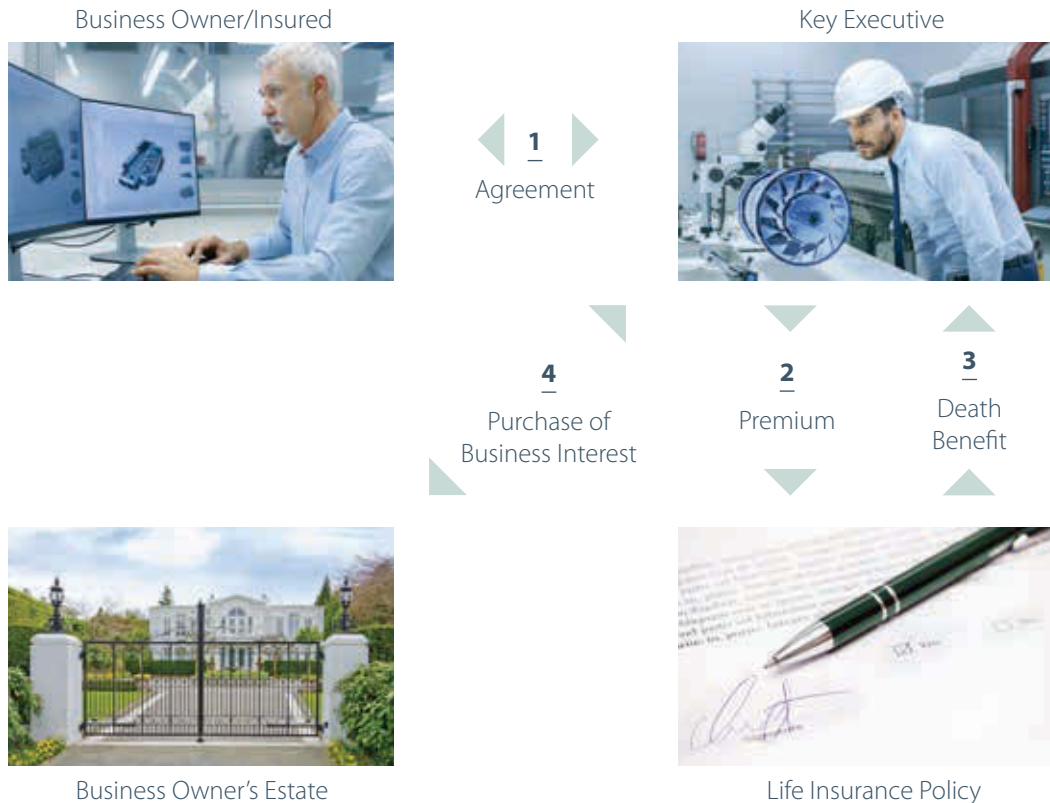 Business Owner/Insured
Key Executive
1
Agreement
4
Purchase of
Business Interest
2
Premium
3
Death
Benefit
Business Owner’s Estate
Life Insurance Policy